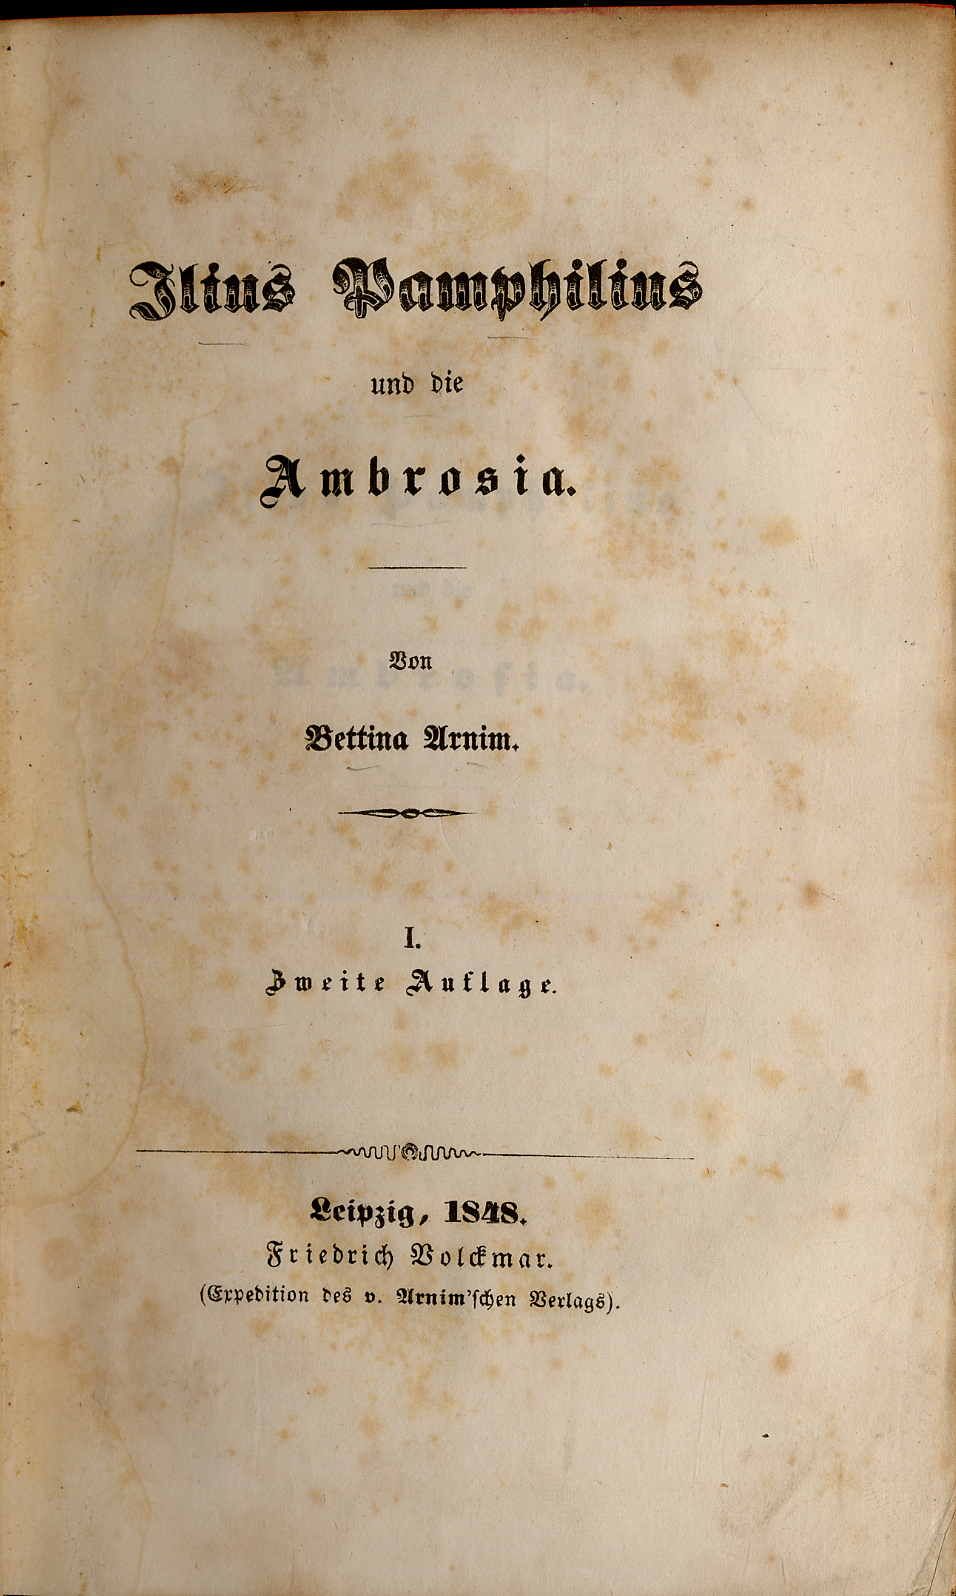 Ilius Pamphilius
und die
Ambrosia.
Von
Bettina Arnim.
I.
Zweite Auflage.
Leipzig, 1848.
Friedrich Volckmar.
(Expedition des v. Arnim'schen Verlags).